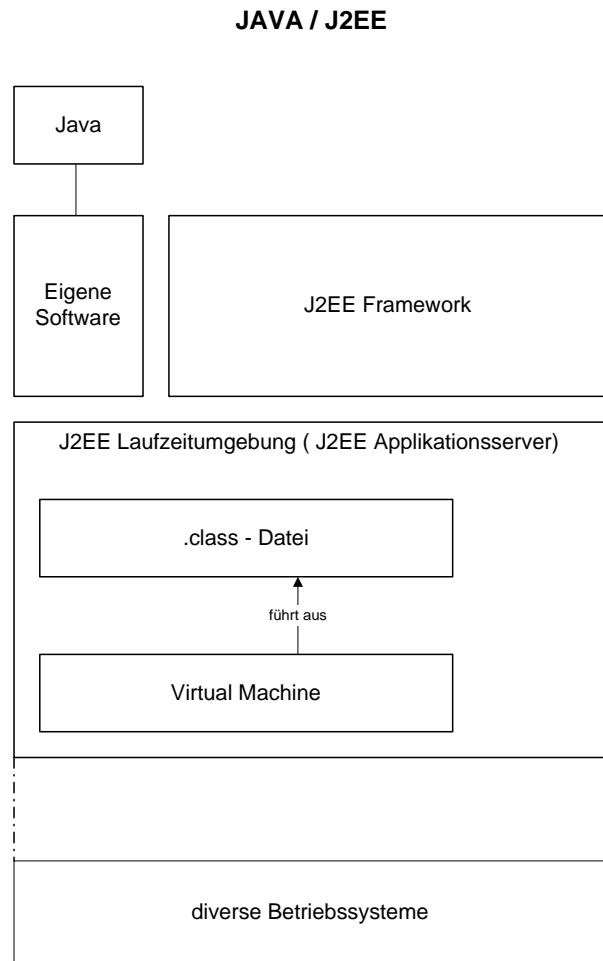 JAVA / J2EE
Java
Eigene
Software
J2EE Framework
J2EE Laufzeitumgebung ( J2EE Applikationsserver)
.class - Datei
führt aus
Virtual Machine
diverse Betriebssysteme